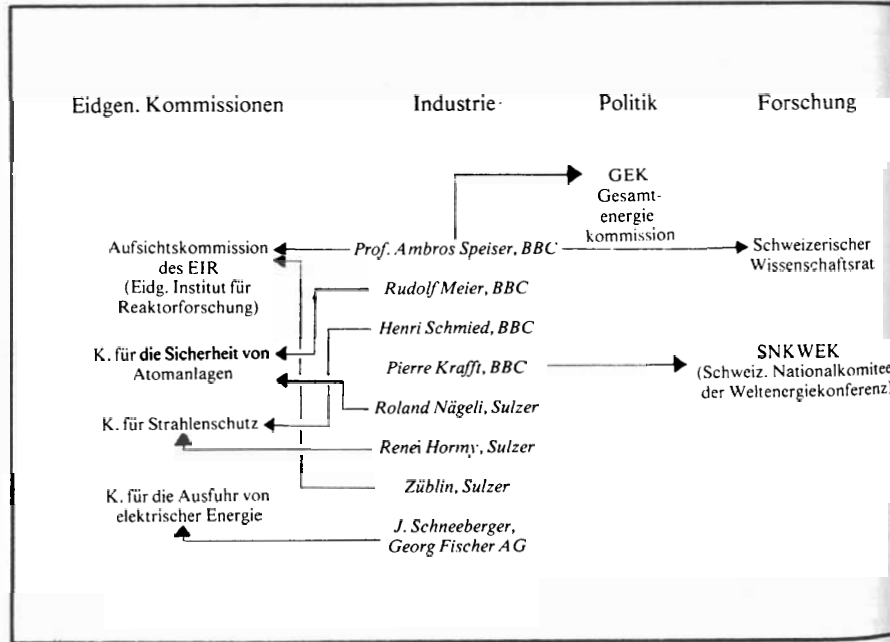 Eidgen. Kommissionen
Industrie
Politik
Forschung
GEK
Gesamt-
energie
kommission
Aufsichtskommission
des EIR
(Eidg. Institut für
Reaktorforschung)
K. für die Sicherheit von
Atomanlagen
K. für Strahlenschutz
K. für die Ausfuhr von
elektrischer Energie
Prof. Ambros Speiser, BBC
Rudolf Meier, BBC
Henri Schmied, BBC
Pierre Krafft, BBC
Roland Nägeli, Sulzer
Renei Hormy, Sulzer
Züblin, Sulzer
J. Schneeberger,
Georg Fischer AG
Schweizerischer
Wissenschaftsrat
SNKWEK
(Schweiz. Nationalkomitee
der Weltenergiekonferenz)